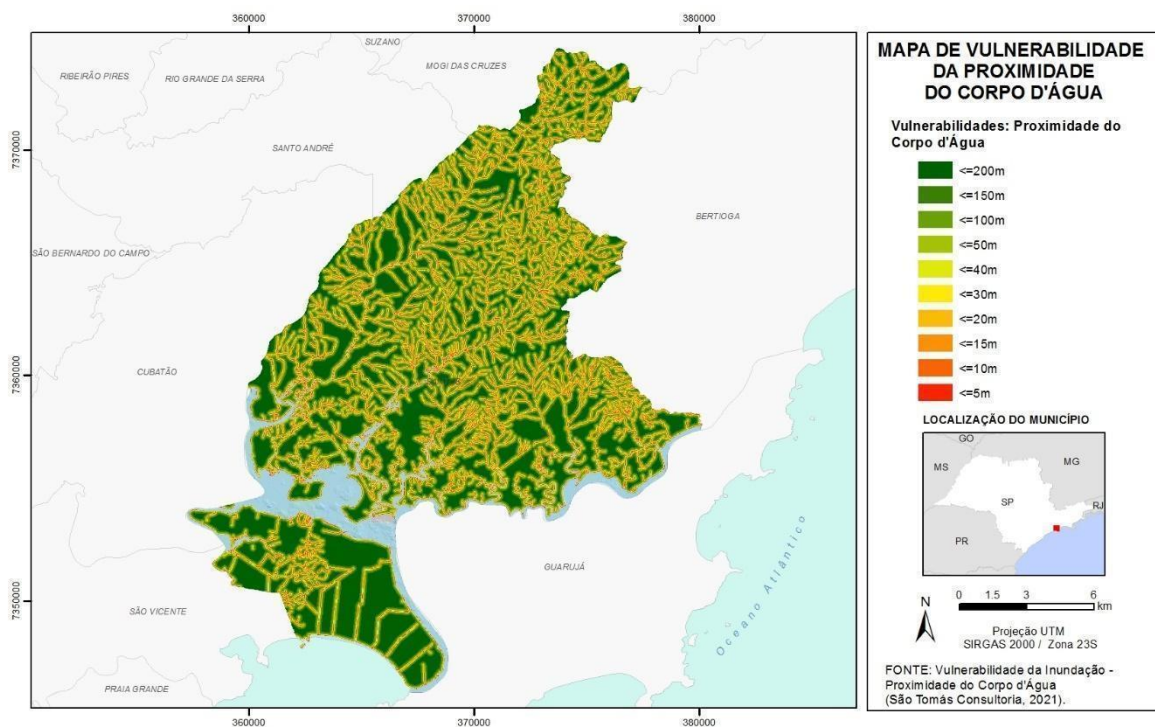 360000
370000
380000
SUZANO
RIBEIRÃO PIRES
RIO GRANDE DA SERRA
MOGI DAS CRUZES
7370000
SANTO ANDRÉ
BERTIOGA
SÃO BERNARDO DO CAMPO
7360000
CUBATÃO
GUARUJÁ
Oceano Atlântico
7350000
SÃO VICENTE
PRAIA GRANDE
360000
370000
380000
MAPA DE VULNERABILIDADE
DA PROXIMIDADE
DO CORPO D'ÁGUA
Vulnerabilidades: Proximidade do
Corpo d'Água
<=200m
<=150m
<=100m
<=50m
<=40m
<=30m
<=20m
<=15m
<=10m
<=5m
LOCALIZAÇÃO DO MUNICÍPIO
GO
MS
MG
SP
RJ
PR
N
0 1,5 3 6
km
Projeção UTM
SIRGAS 2000 / Zona 23S
FONTE: Vulnerabilidade da Inundação -
Proximidade do Corpo d'Água
(São Tomás Consultoria, 2021).